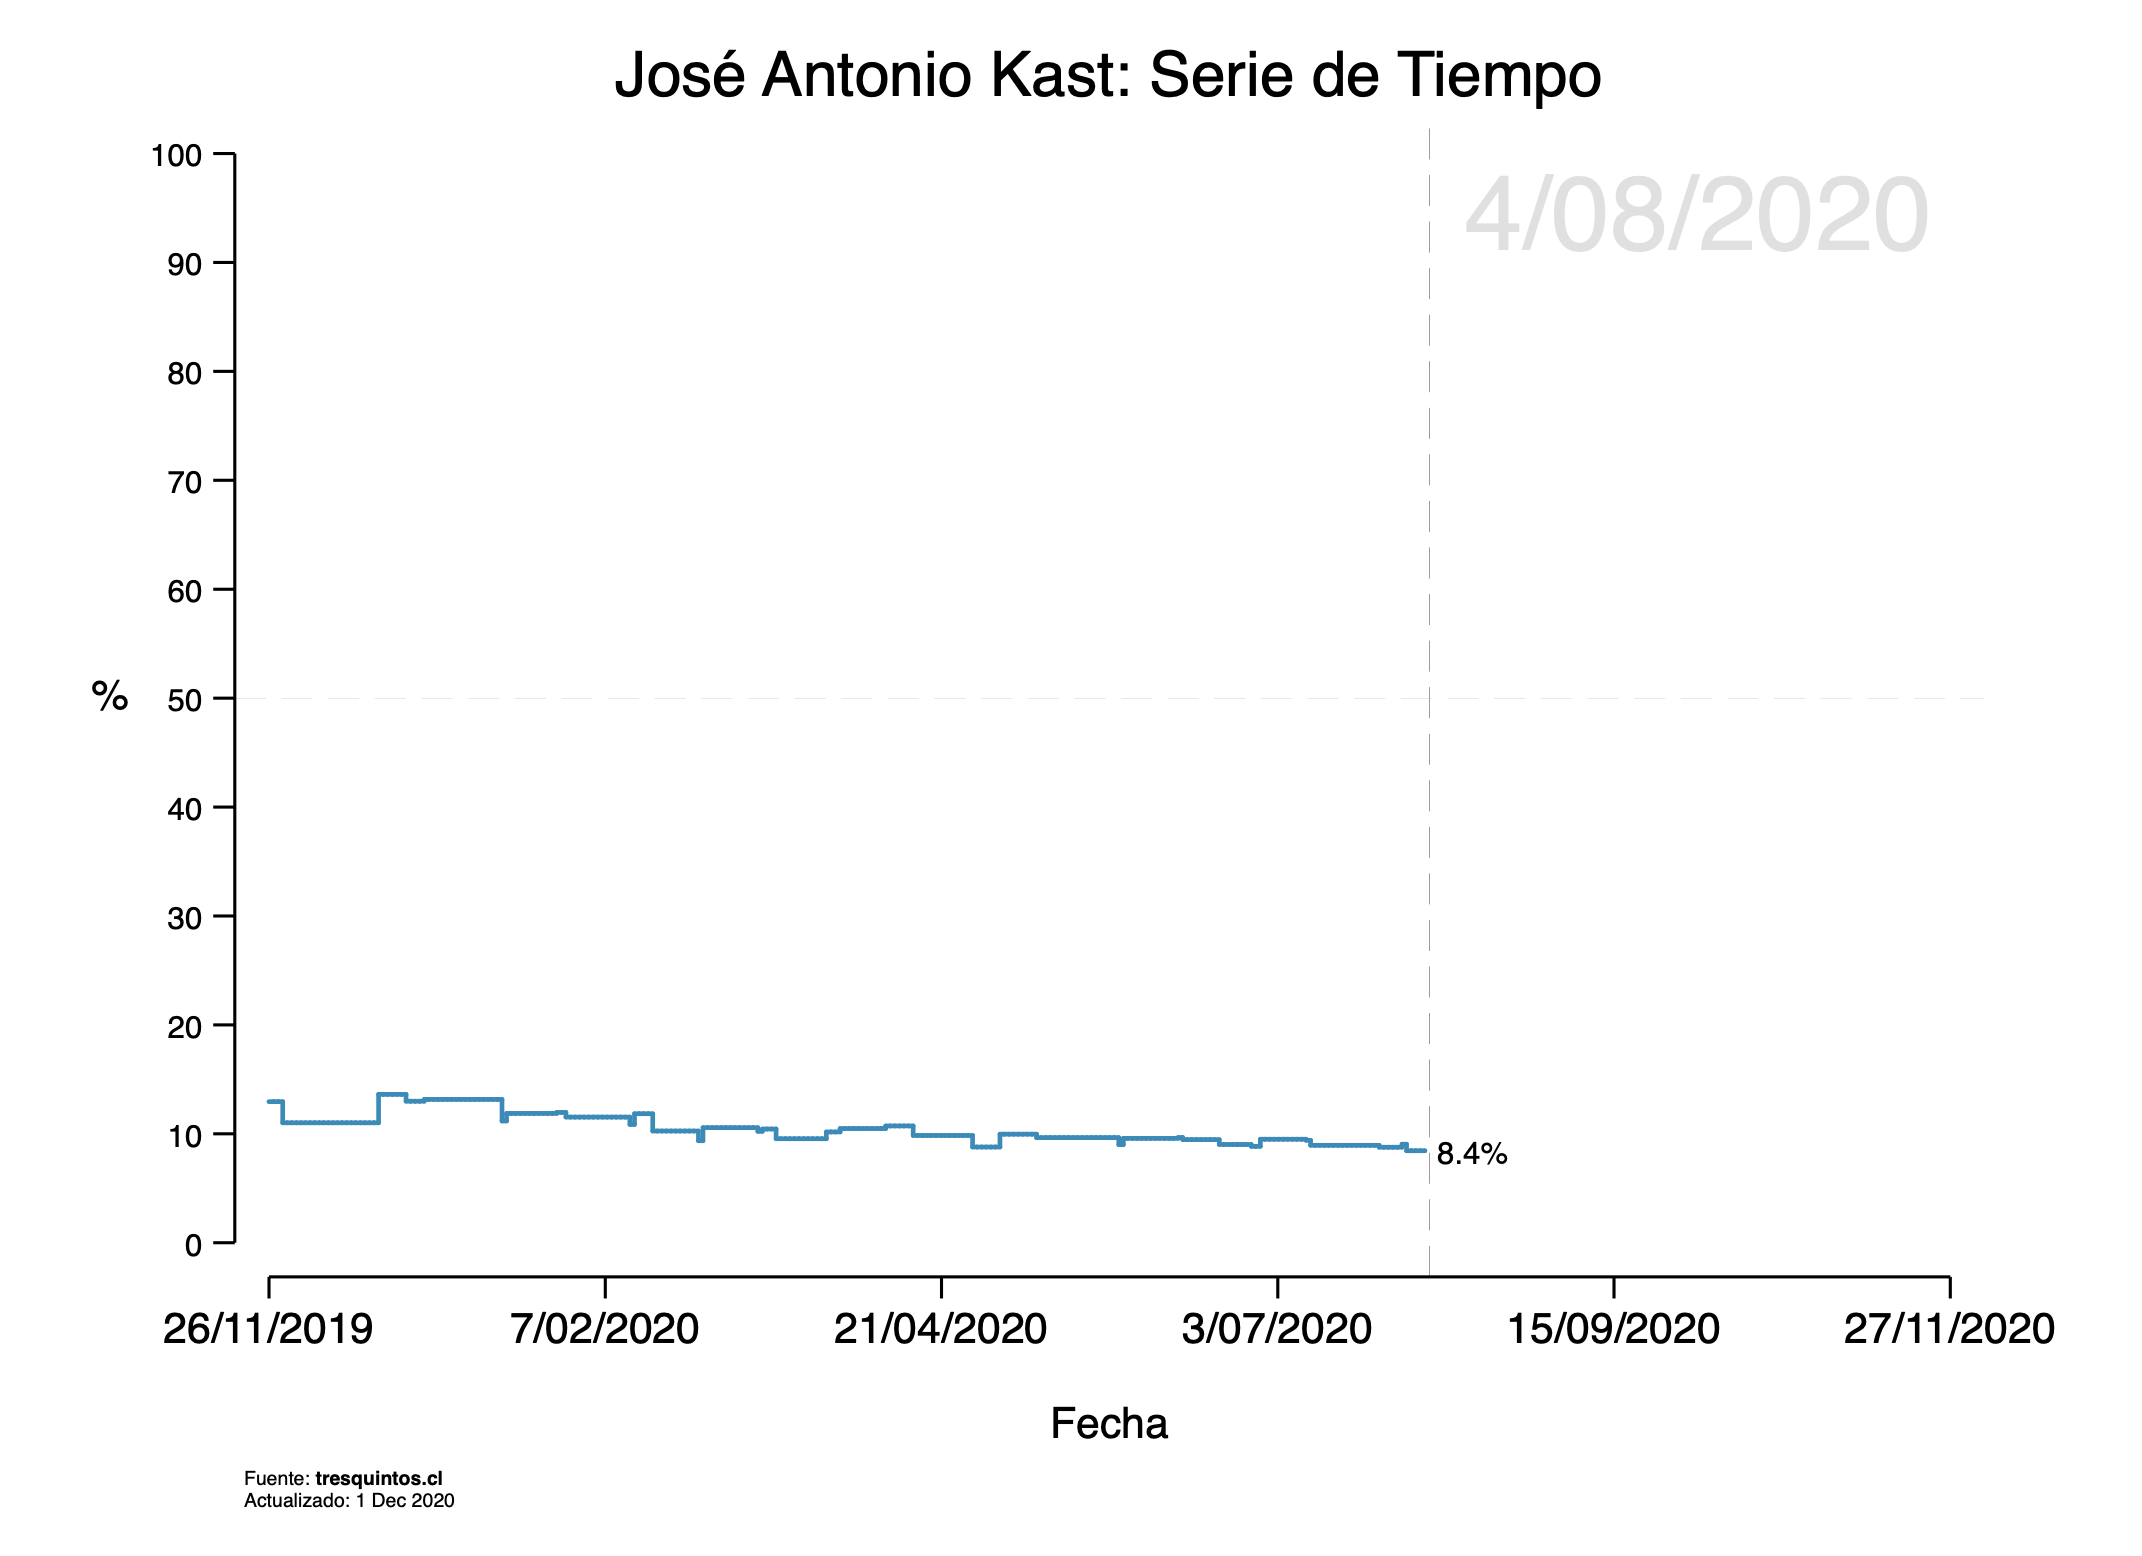 José Antonio Kast: Serie de Tiempo
4/08/2020
100
90
80
70
60
50
40
30
20
10
0
%
8.4%
26/11/2019 7/02/2020 21/04/2020 3/07/2020 15/09/2020 27/11/2020
Fecha
Fuente: tresquintos.cl
Actualizado: 1 Dec 2020